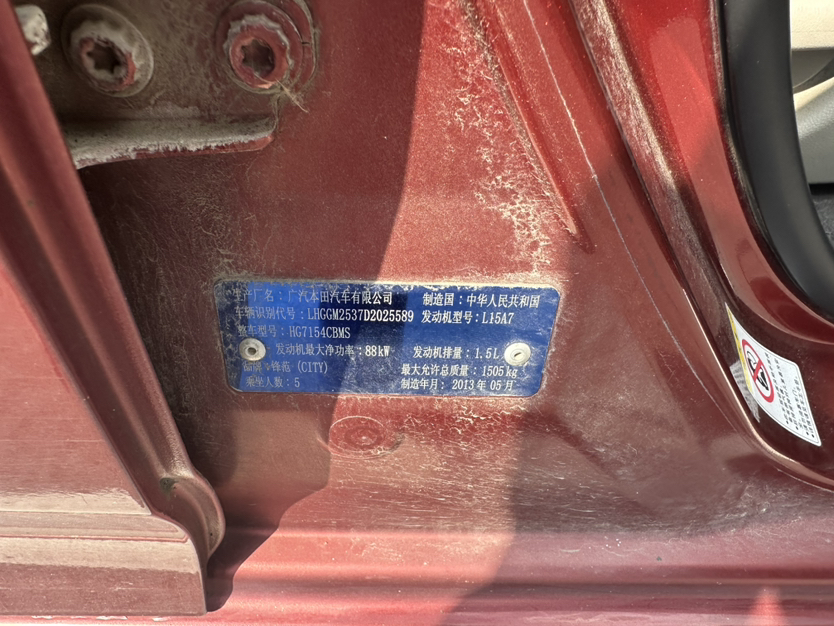 生产厂名：广汽本田汽车有限公司 制造国：中华人民共和国
车辆识别代号：LHGGM2537D2025589 发动机型号：L15A7
整车型号：HG7154CBMS
发动机最大净功率：88kW 发动机排量：1.5L
品牌：锋范(CITY) 最大允许总质量：1505kg
乘坐人数：5 制造年月：2013年05月